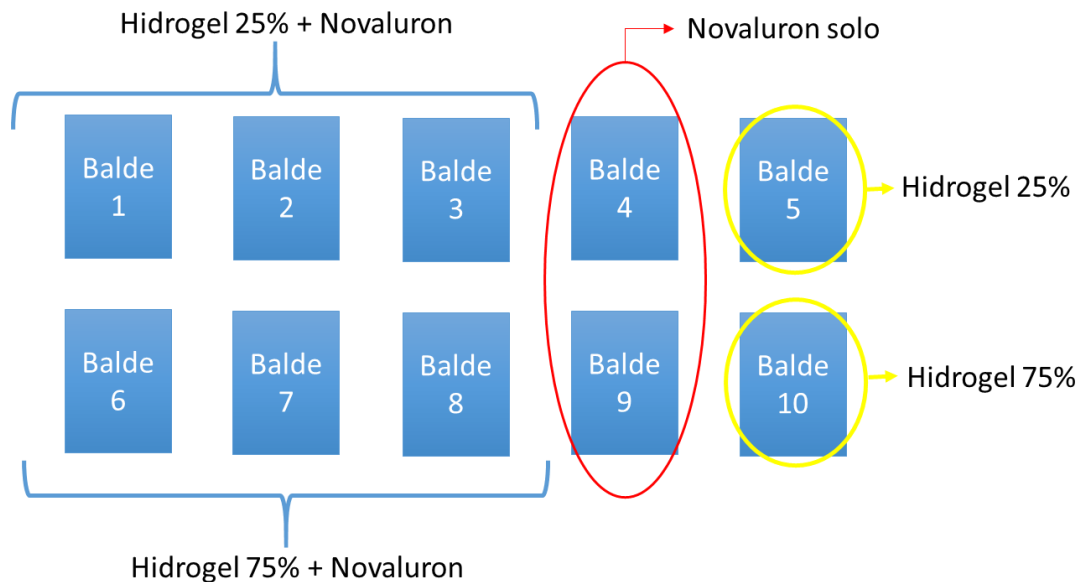 Hidrogel 25% + Novaluron
Novaluron solo
Balde
1
Balde
2
Balde
3
Balde
4
Balde
5
Hidrogel 25%
Balde
6
Balde
7
Balde
8
Balde
9
Balde
10
Hidrogel 75%
Hidrogel 75% + Novaluron